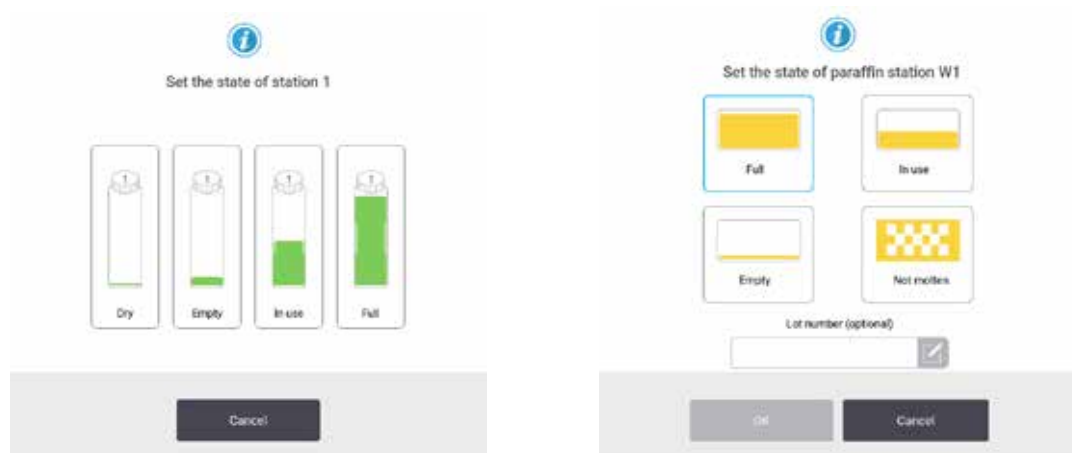 Set the state of station 1
1
1
1
1
Dry
Empty
In use
Full
Cancel
Set the state of paraffin station W1
Full
In use
Empty
Not molten
Lot number (optional)
OK
Cancel